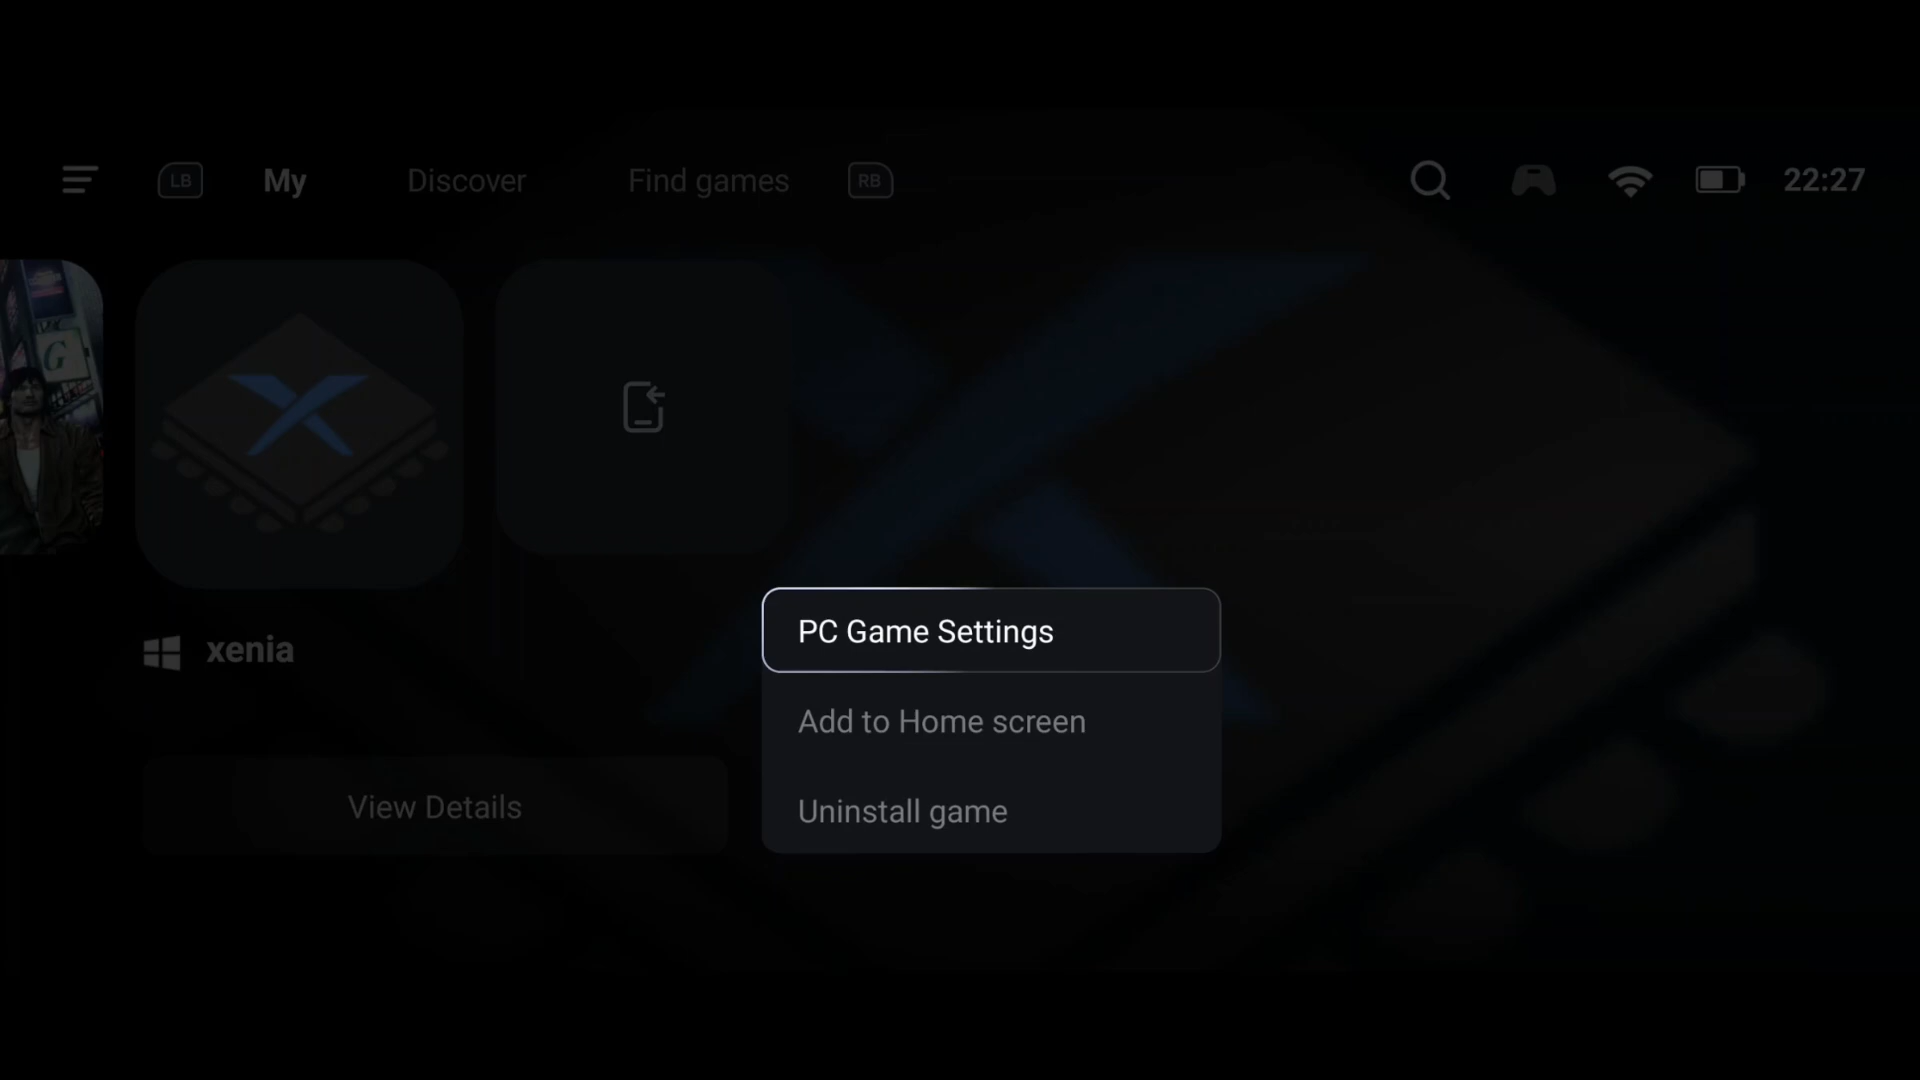 LB My Discover Find games RB 22:27
G
xenia
PC Game Settings
Add to Home screen
View Details
Uninstall game